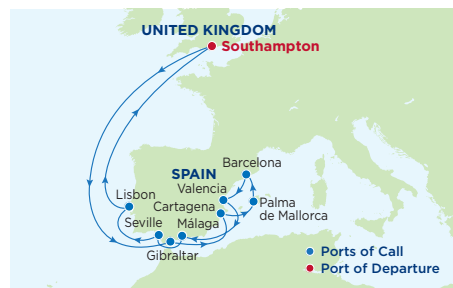 UNITED KINGDOM
Southampton
Barcelona
SPAIN
Valencia
Lisbon
Cartagena
Palma
de Mallorca
Seville
Málaga
Gibraltar
Ports of Call
Port of Departure